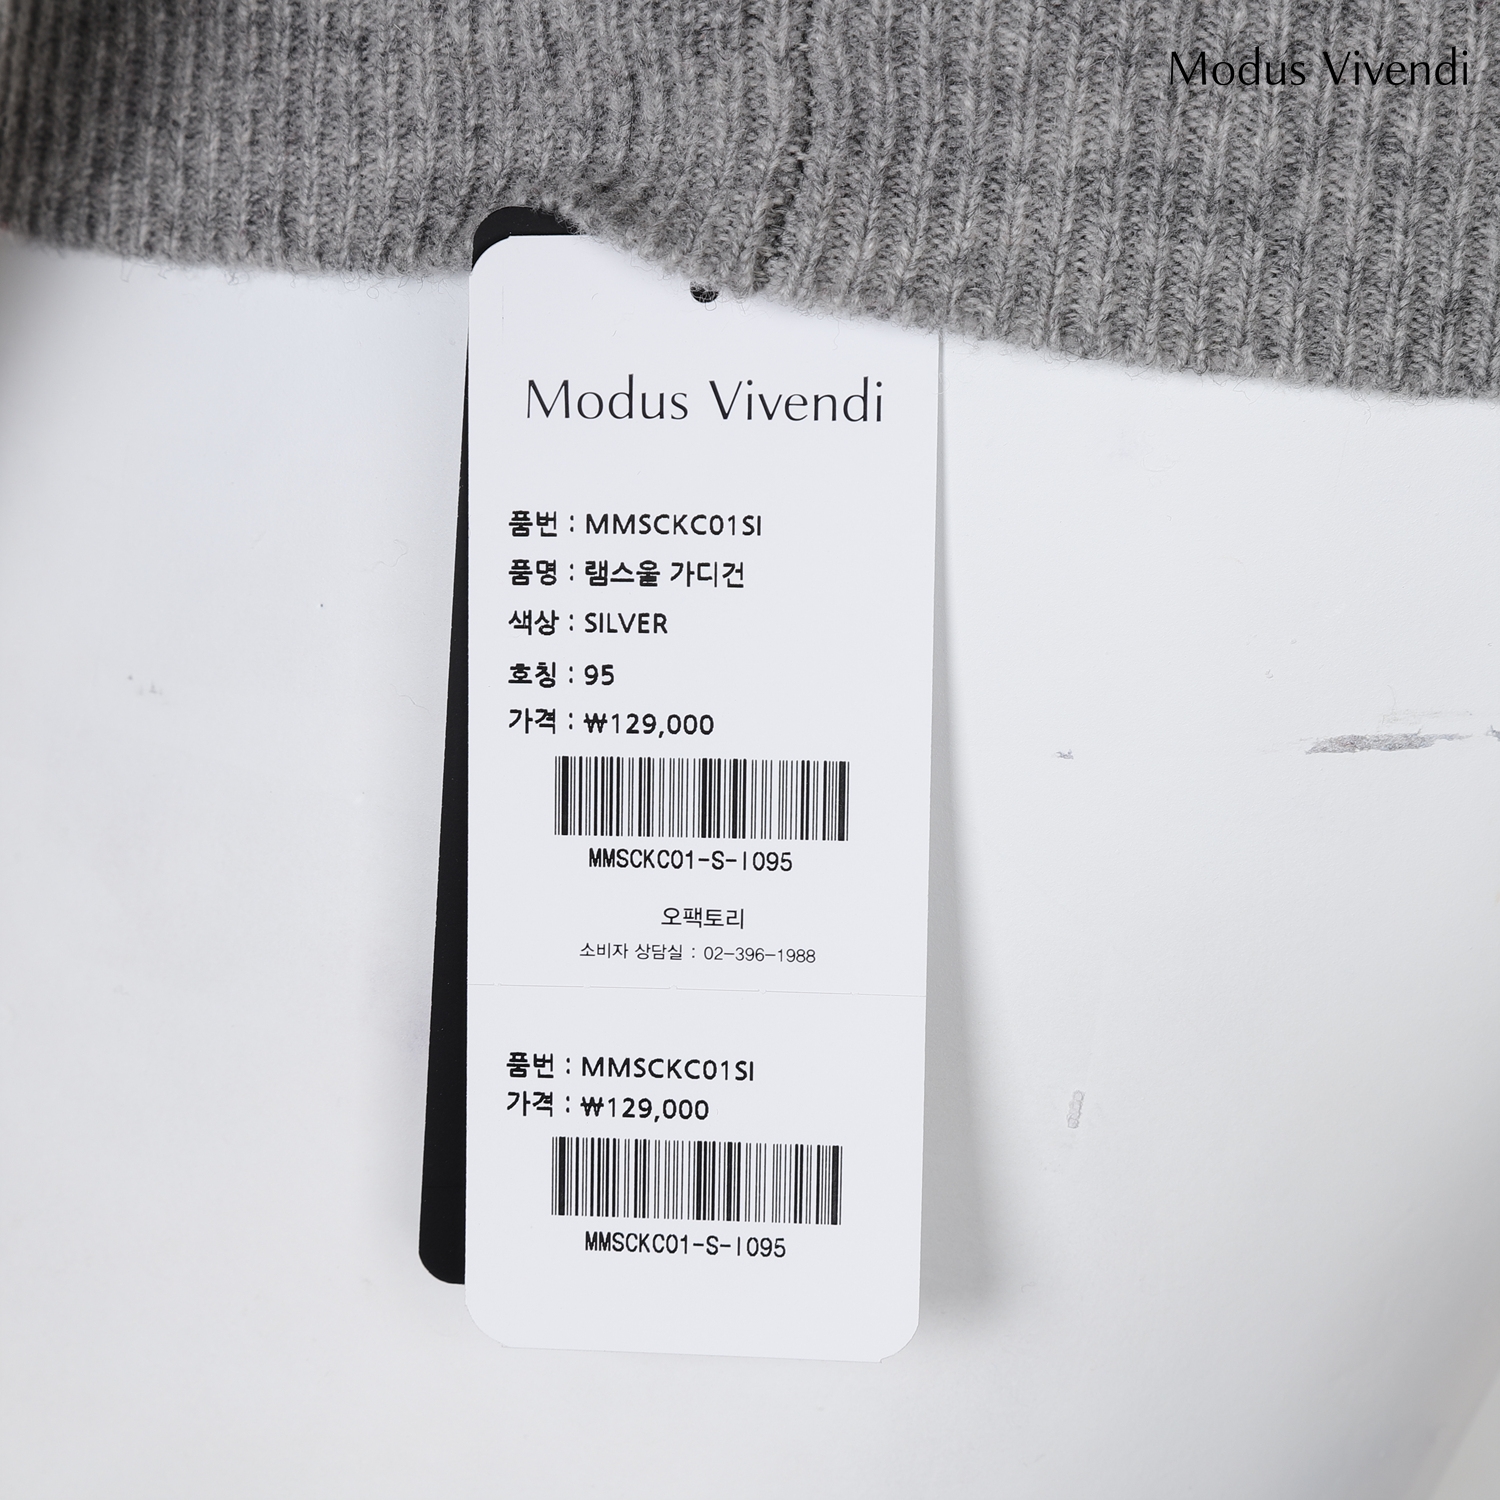 Modus Vivendi
Modus Vivendi
품번 : MMSCKC01SI
품명 : 램스울 가디건
색상 : SILVER
호칭 : 95
가격 : ₩129,000
MMSCKC01-S-I095
오팩토리
소비자 상담실 : 02-396-1988
품번 : MMSCKC01SI
가격 : ₩129,000
MMSCKC01-S-I095